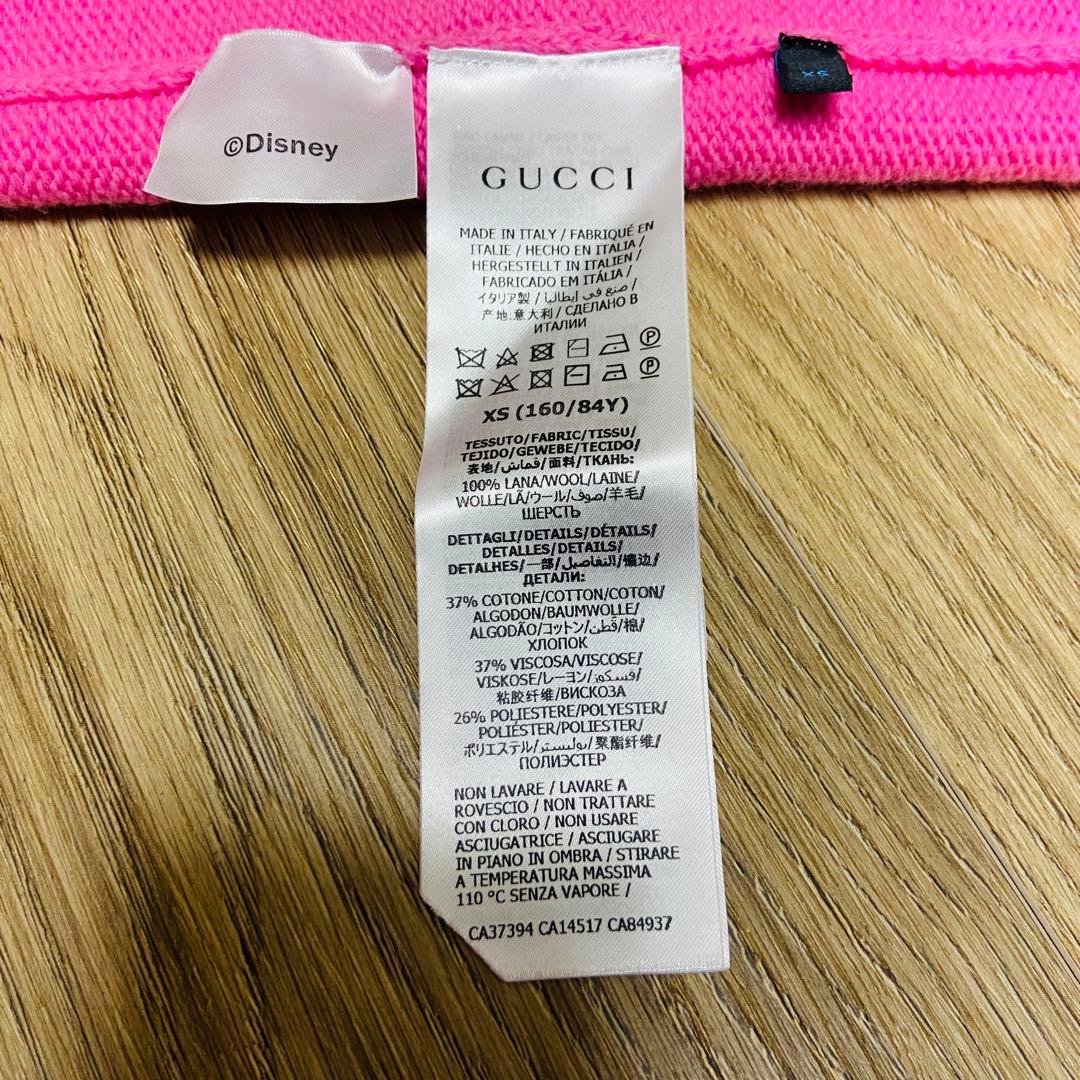 ©Disney
XS
GUCCI
MADE IN ITALY / FABRIQUÉ EN
ITALIE / HECHO EN ITALIA /
HERGESTELLT IN ITALIEN /
FABRICADO EM ITÁLIA /
イタリア製 / صنع في إيطاليا /
产地:意大利 / СДЕЛАНО В
ИТАЛИИ
P
P
XS (160/84Y)
TESSUTO/FABRIC/TISSU/
TEJIDO/GEWEBE/TECIDO/
表地/قماش/面料/ТКАНЬ:
100% LANA/WOOL/LAINE/
WOLLE/LÃ/ウール/صوف/羊毛/
ШЕРСТЬ
DETTAGLI/DETAILS/DÉTAILS/
DETALLES/DETAILS/
DETALHES/一部/التفاصيل/镶边/
ДЕТАЛИ:
37% COTONE/COTTON/COTON/
ALGODON/BAUMWOLLE/
ALGODÃO/コットン/قطن/棉/
ХЛОПОК
37% VISCOSA/VISCOSE/
VISKOSE/レーヨン/فسكوز/
粘胶纤维/ВИСКОЗА
26% POLIESTERE/POLYESTER/
POLIÉSTER/POLIESTER/
ポリエステル/بوليستر/聚酯纤维/
ПОЛИЭСТЕР
NON LAVARE / LAVARE A
ROVESCIO / NON TRATTARE
CON CLORO / NON USARE
ASCIUGATRICE / ASCIUGARE
IN PIANO IN OMBRA / STIRARE
A TEMPERATURA MASSIMA
110 °C SENZA VAPORE /
CA37394 CA14517 CA84937